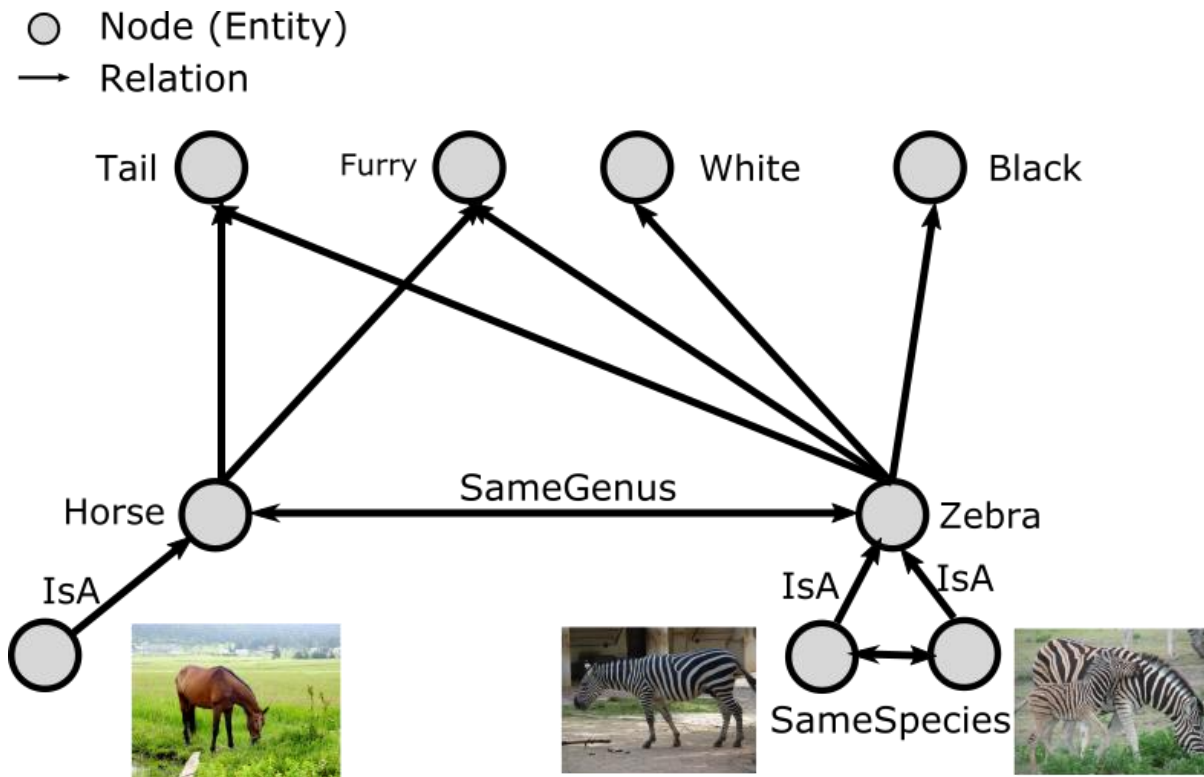 Node (Entity)
Relation
Tail
Furry
White
Black
SameGenus
Horse
Zebra
IsA
IsA
IsA
SameSpecies